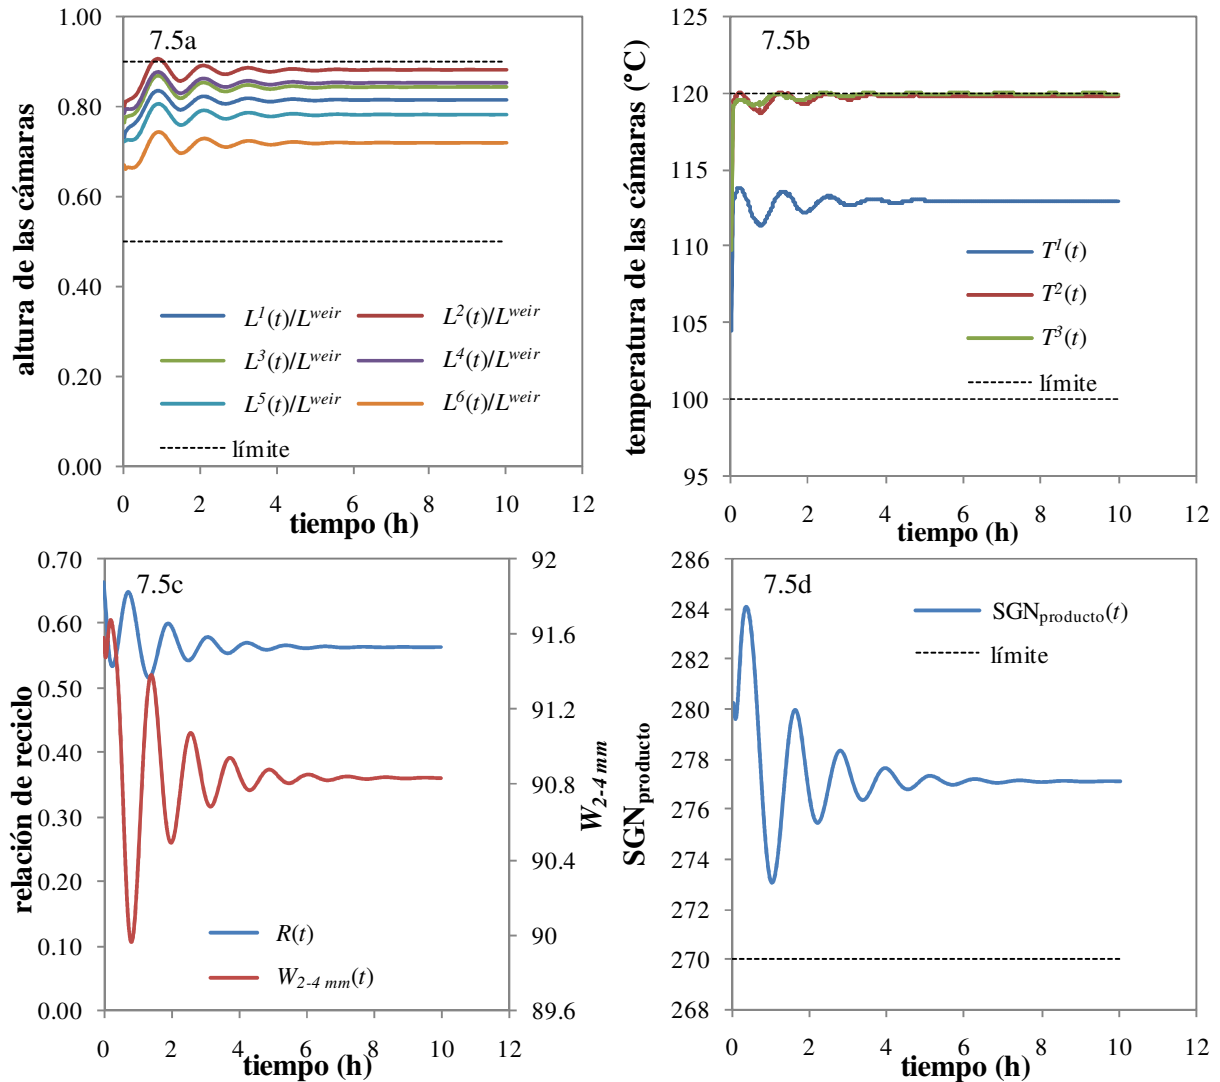 7.5a
altura de las cámaras
1.00
0.80
0.60
0.40
0.20
0.00
L¹(t)/Lʷᵉⁱʳ
L²(t)/Lʷᵉⁱʳ
L³(t)/Lʷᵉⁱʳ
L⁴(t)/Lʷᵉⁱʳ
L⁵(t)/Lʷᵉⁱʳ
L⁶(t)/Lʷᵉⁱʳ
límite
0 2 4 6 8 10 12
tiempo (h)
7.5b
temperatura de las cámaras (°C)
125
120
115
110
105
100
95
T¹(t)
T²(t)
T³(t)
límite
0 2 4 6 8 10 12
tiempo (h)
7.5c
relación de reciclo
0.70
0.60
0.50
0.40
0.30
0.20
0.10
0.00
92
91.6
91.2
90.8
90.4
90
89.6
W₂₋₄ mm
R(t)
W₂₋₄ mm(t)
0 2 4 6 8 10 12
tiempo (h)
7.5d
SGNproducto
286
284
282
280
278
276
274
272
270
268
SGNproducto(t)
límite
0 2 4 6 8 10 12
tiempo (h)